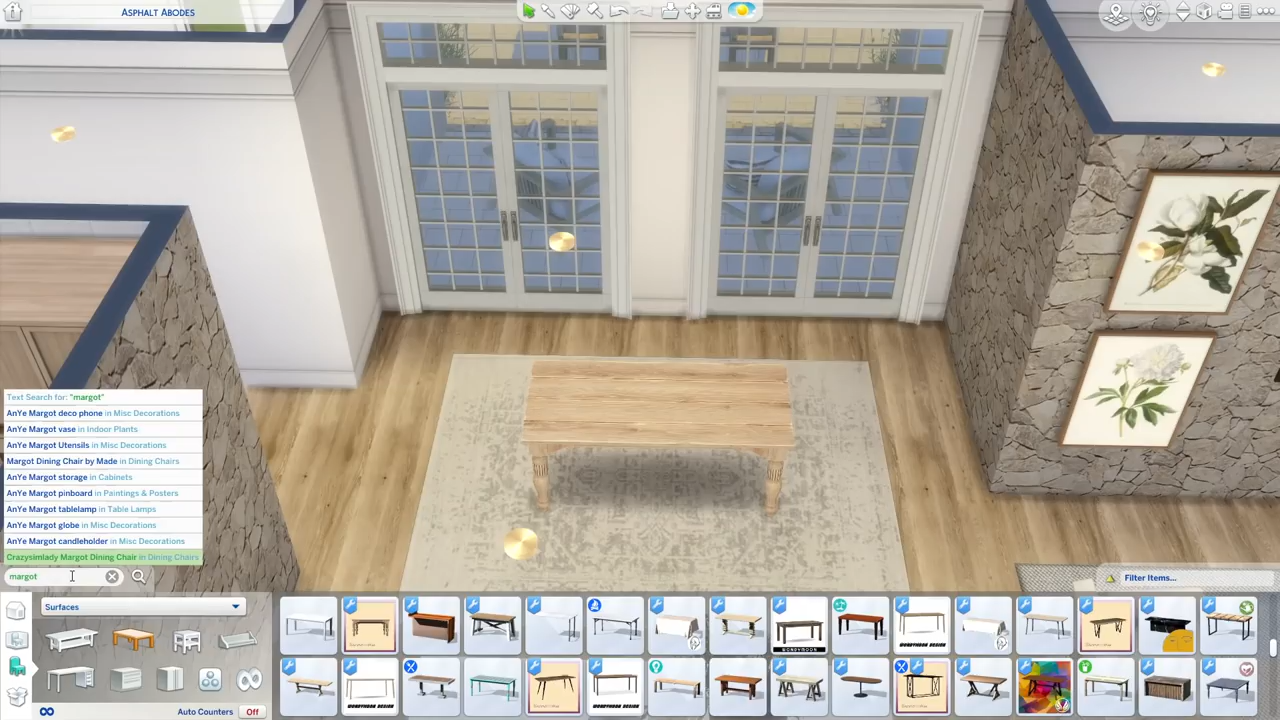 ASPHALT ABODES
Text Search for: "margot"
AnYe Margot deco phone in Misc Decorations
AnYe Margot vase in Indoor Plants
AnYe Margot Utensils in Misc Decorations
Margot Dining Chair by Made in Dining Chairs
AnYe Margot storage in Cabinets
AnYe Margot pinboard in Paintings & Posters
AnYe Margot tablelamp in Table Lamps
AnYe Margot globe in Misc Decorations
AnYe Margot candleholder in Misc Decorations
Crazysimlady Margot Dining Chair in Dining Chairs
margot
Filter Items...
Surfaces
Auto Counters
Off